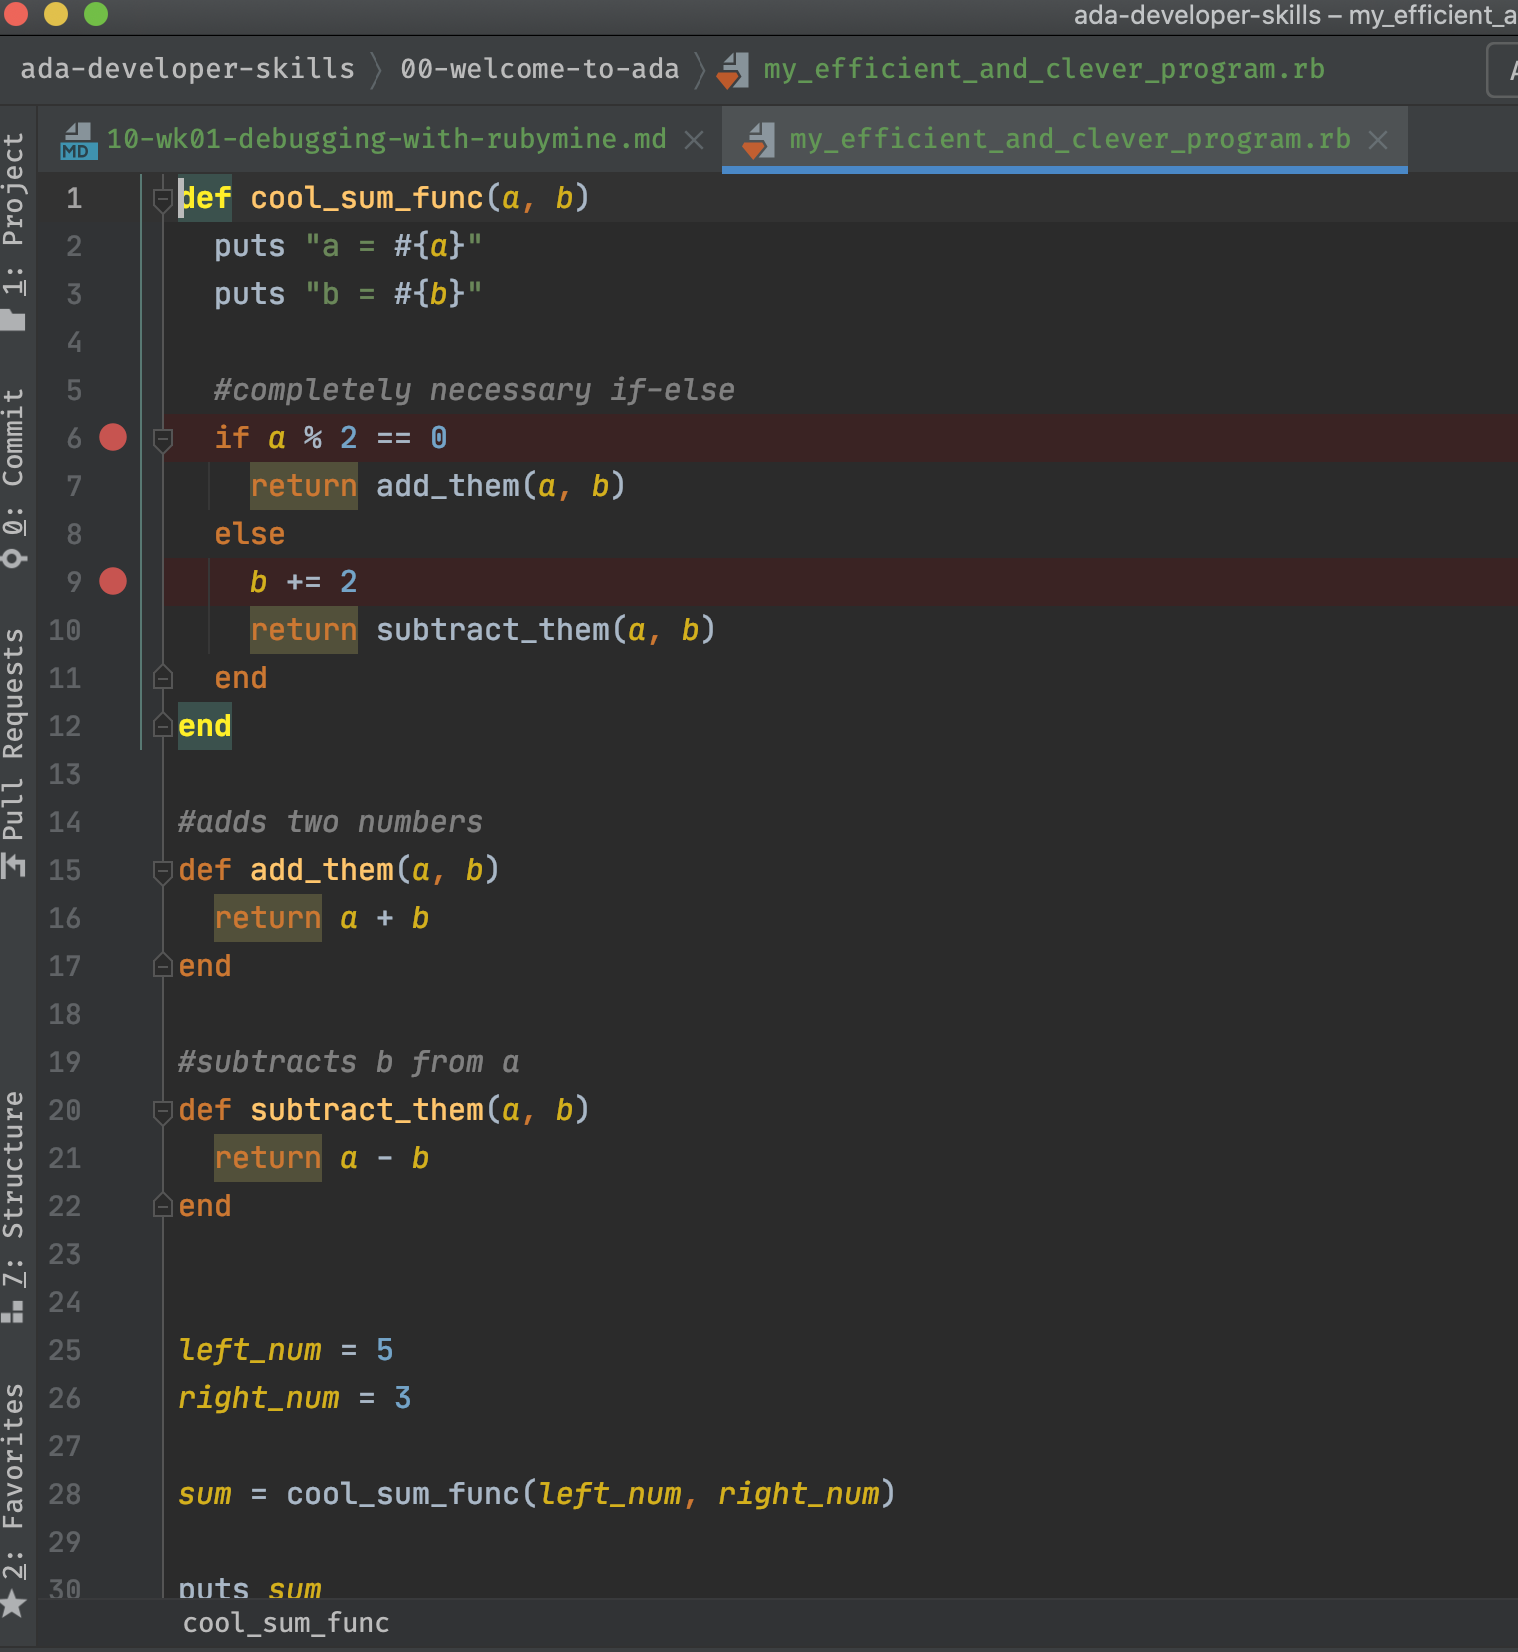 ada-developer-skills – my_efficient_a
ada-developer-skills 00-welcome-to-ada my_efficient_and_clever_program.rb
MD 10-wk01-debugging-with-rubymine.md my_efficient_and_clever_program.rb
1: Project
0: Commit
Pull Requests
7: Structure
2: Favorites
1 def cool_sum_func(a, b)
2   puts "a = #{a}"
3   puts "b = #{b}"
4
5   #completely necessary if-else
6   if a % 2 == 0
7     return add_them(a, b)
8   else
9     b += 2
10     return subtract_them(a, b)
11   end
12 end
13
14 #adds two numbers
15 def add_them(a, b)
16   return a + b
17 end
18
19 #subtracts b from a
20 def subtract_them(a, b)
21   return a - b
22 end
23
24
25 left_num = 5
26 right_num = 3
27
28 sum = cool_sum_func(left_num, right_num)
29
30 puts sum
cool_sum_func